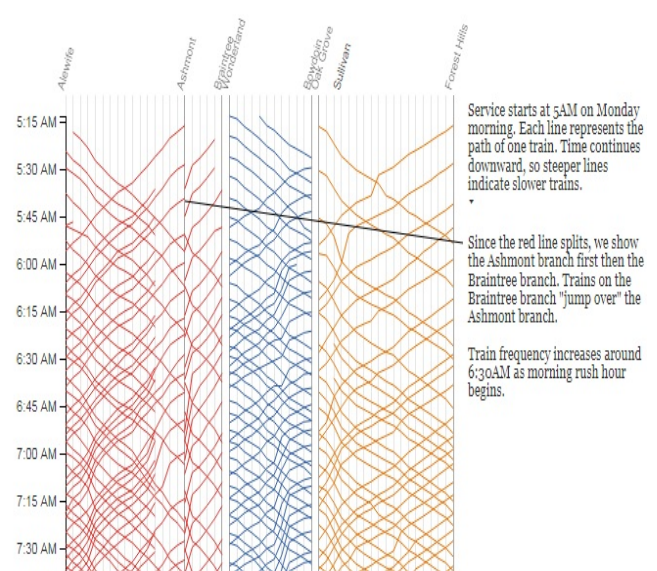 Alewife
Ashmont
Braintree
Wonderland
Bowdoin
Oak Grove
Sullivan
Forest Hills
5:15 AM
5:30 AM
5:45 AM
6:00 AM
6:15 AM
6:30 AM
6:45 AM
7:00 AM
7:15 AM
7:30 AM
Service starts at 5AM on Monday
morning. Each line represents the
path of one train. Time continues
downward, so steeper lines
indicate slower trains.
Since the red line splits, we show
the Ashmont branch first then the
Braintree branch. Trains on the
Braintree branch "jump over" the
Ashmont branch.
Train frequency increases around
6:30AM as morning rush hour
begins.